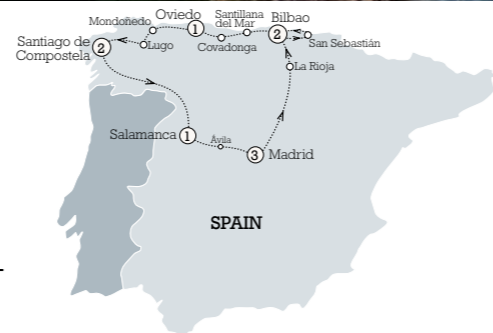 Mondoñedo
Oviedo
Santillana
del Mar
Bilbao
Santiago de
Compostela
2
Lugo
1
Covadonga
2
San Sebastián
La Rioja
Salamanca
1
Ávila
3
Madrid
SPAIN